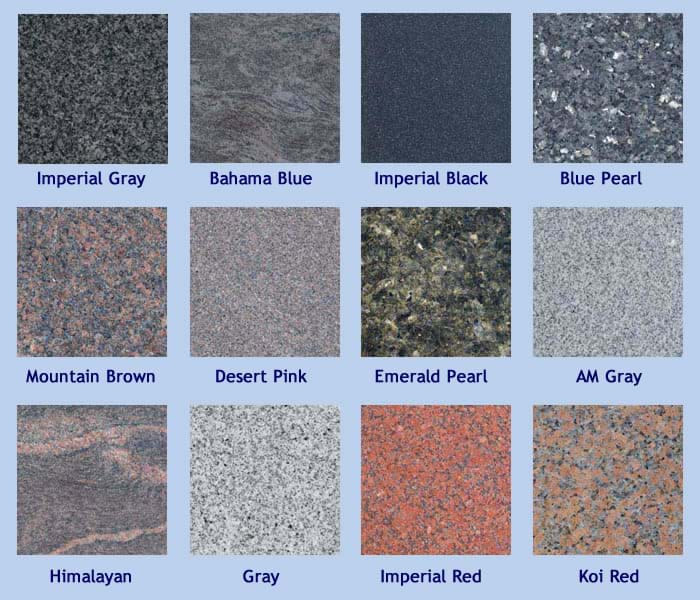 Imperial Gray
Bahama Blue
Imperial Black
Blue Pearl
Mountain Brown
Desert Pink
Emerald Pearl
AM Gray
Himalayan
Gray
Imperial Red
Koi Red